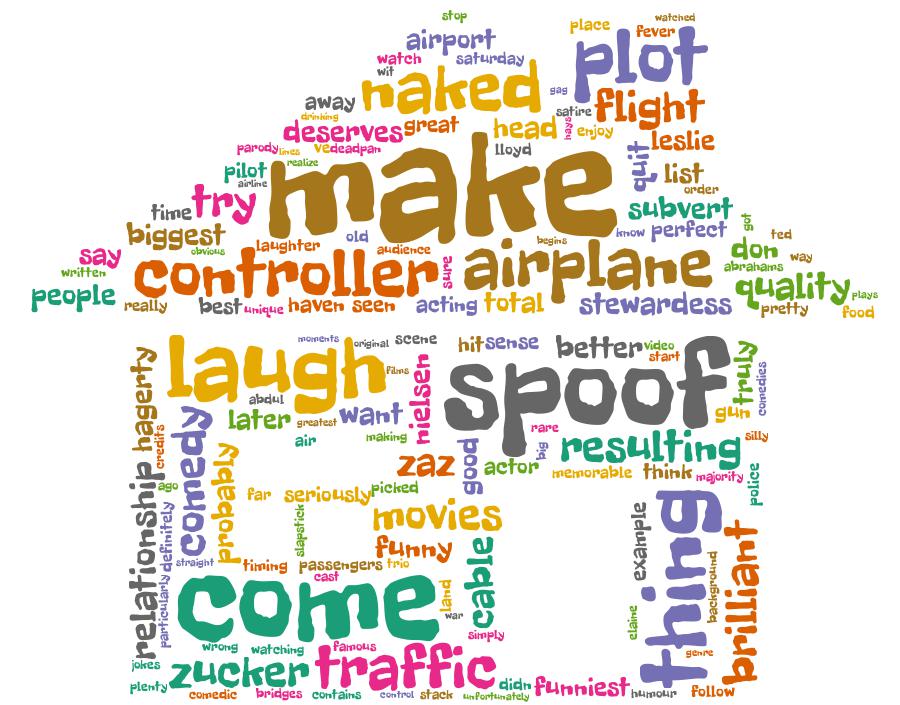 stop
airport
place
watched
fever
plot
watch
saturday
wit
naked
gag
away
satire
flight
drinking
deserves
great
head
hays
enjoy
leslie
parody
lines
ve
deadpan
lloyd
quit
realize
make
pilot
airline
list
order
try
time
subvert
biggest
know
perfect
got
ted
obvious
laughter
old
audience
begins
say
don
way
written
controller
sure
airplane
abrahams
people
quality
plays
really
best
unique
haven
seen
acting
total
stewardess
pretty
food
laugh
moments
original
scene
hit
sense
better
video
start
spoof
truly
comedies
hagerty
films
abdul
nielsen
later
greatest
want
gun
credits
comedy
air
making
rare
big
resulting
silly
probably
zaz
good
actor
memorable
think
majority
police
ago
far
seriously
picked
relationship
definitely
slapstick
movies
thing
example
brilliant
straight
funny
cable
timing
passengers
trio
cast
particularly
come
land
war
background
elaine
simply
wrong
watching
famous
genre
jokes
zucker
traffic
plenty
comedic
bridges
contains
control
stack
unfortunately
didn
funniest
humour
follow